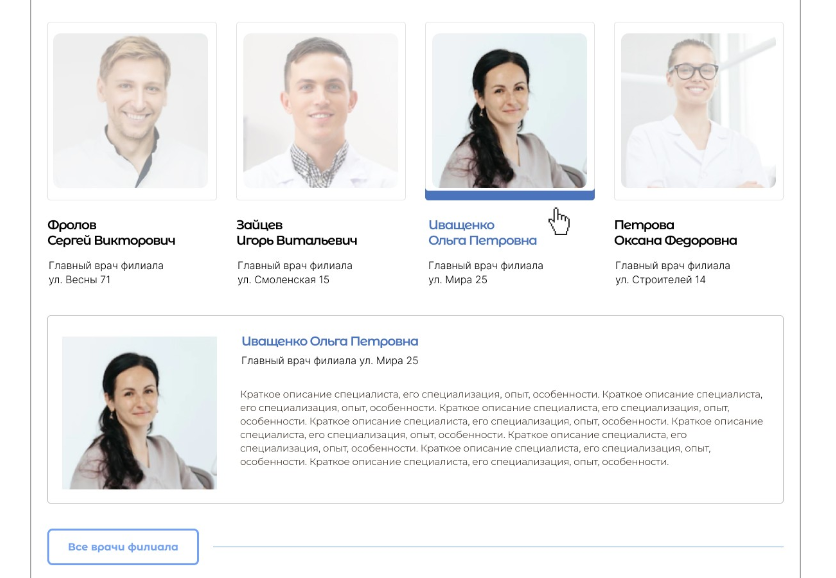 Фролов
Сергей Викторович
Главный врач филиала
ул. Весны 71
Зайцев
Игорь Витальевич
Главный врач филиала
ул. Смоленская 15
Иващенко
Ольга Петровна
Главный врач филиала
ул. Мира 25
Петрова
Оксана Федоровна
Главный врач филиала
ул. Строителей 14
Иващенко Ольга Петровна
Главный врач филиала ул. Мира 25
Краткое описание специалиста, его специализация, опыт, особенности. Краткое описание специалиста,
его специализация, опыт, особенности. Краткое описание специалиста, его специализация, опыт,
особенности. Краткое описание специалиста, его специализация, опыт, особенности. Краткое описание
специалиста, его специализация, опыт, особенности. Краткое описание специалиста, его
специализация, опыт, особенности. Краткое описание специалиста, его специализация, опыт,
особенности. Краткое описание специалиста, его специализация, опыт, особенности.
Все врачи филиала